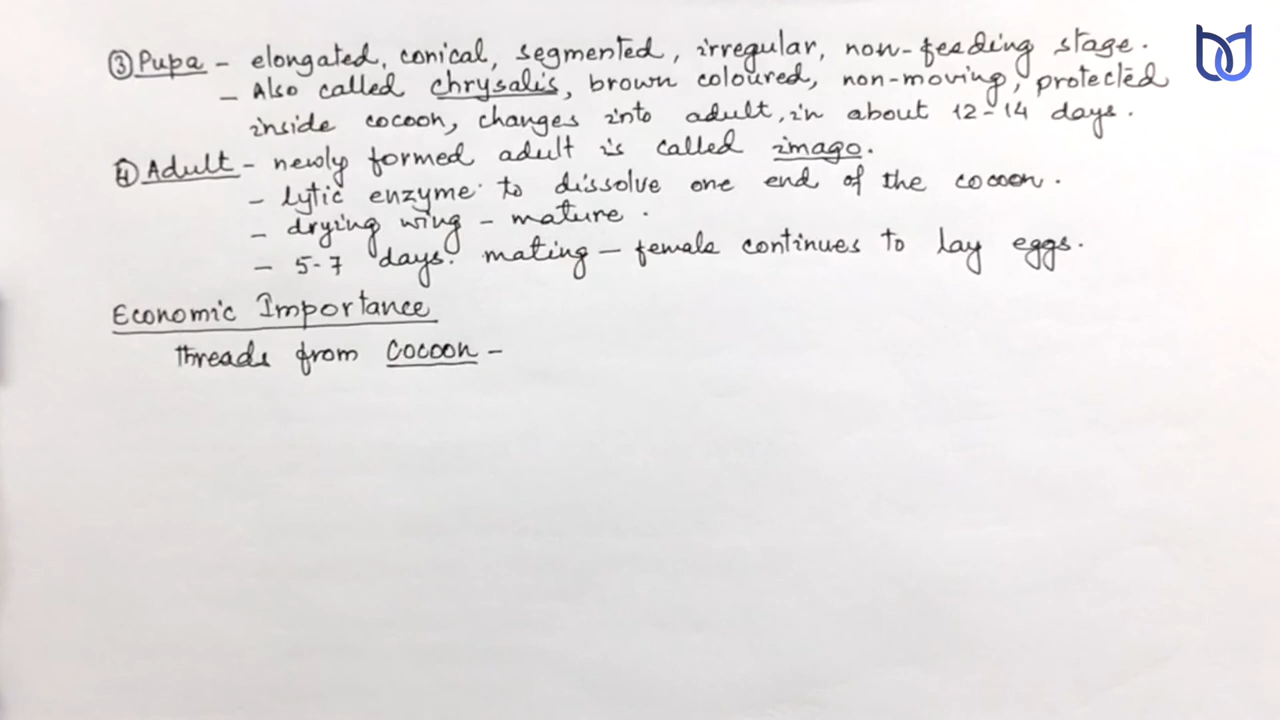 ③ Pupa - elongated, conical, segmented, irregular, non-feeding stage.
- Also called chrysalis, brown coloured, non-moving, protected
inside cocoon, changes into adult, in about 12-14 days.
④ Adult - newly formed adult is called imago.
- lytic enzyme to dissolve one end of the cocoon.
- drying wing - mature.
- 5-7 days. mating - female continues to lay eggs.
Economic Importance
threads from cocoon -